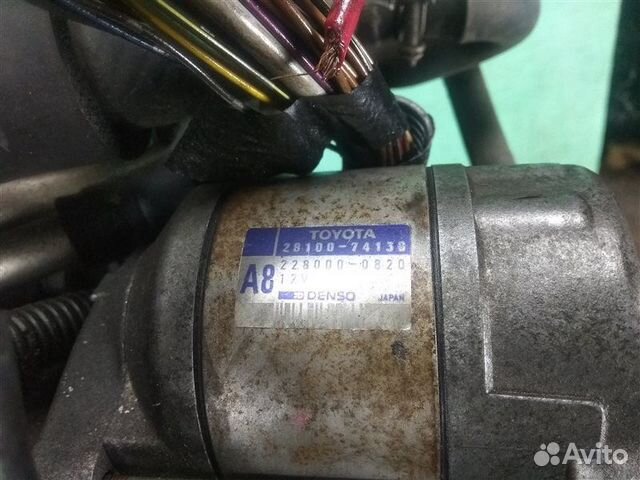 TOYOTA
28100-74130
A8
228000-0820
12V
DENSO
JAPAN
Avito